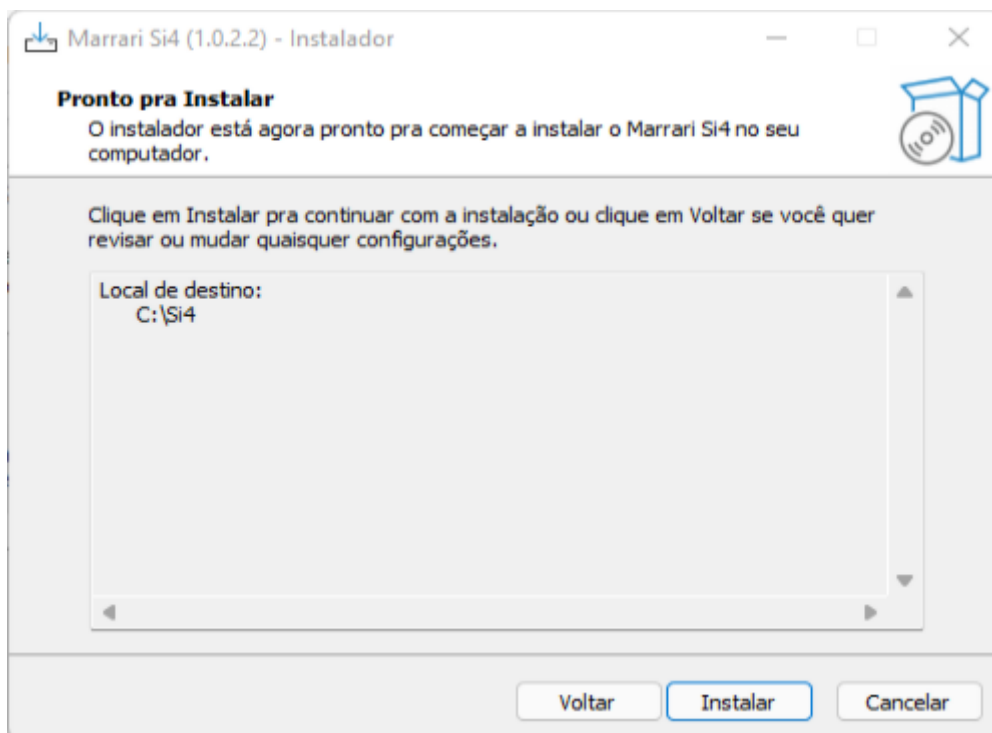 Marrari Si4 (1.0.2.2) - Instalador
Pronto pra Instalar
O instalador está agora pronto pra começar a instalar o Marrari Si4 no seu
computador.
Clique em Instalar pra continuar com a instalação ou clique em Voltar se você quer
revisar ou mudar quaisquer configurações.
Local de destino:
C:\Si4
Voltar
Instalar
Cancelar